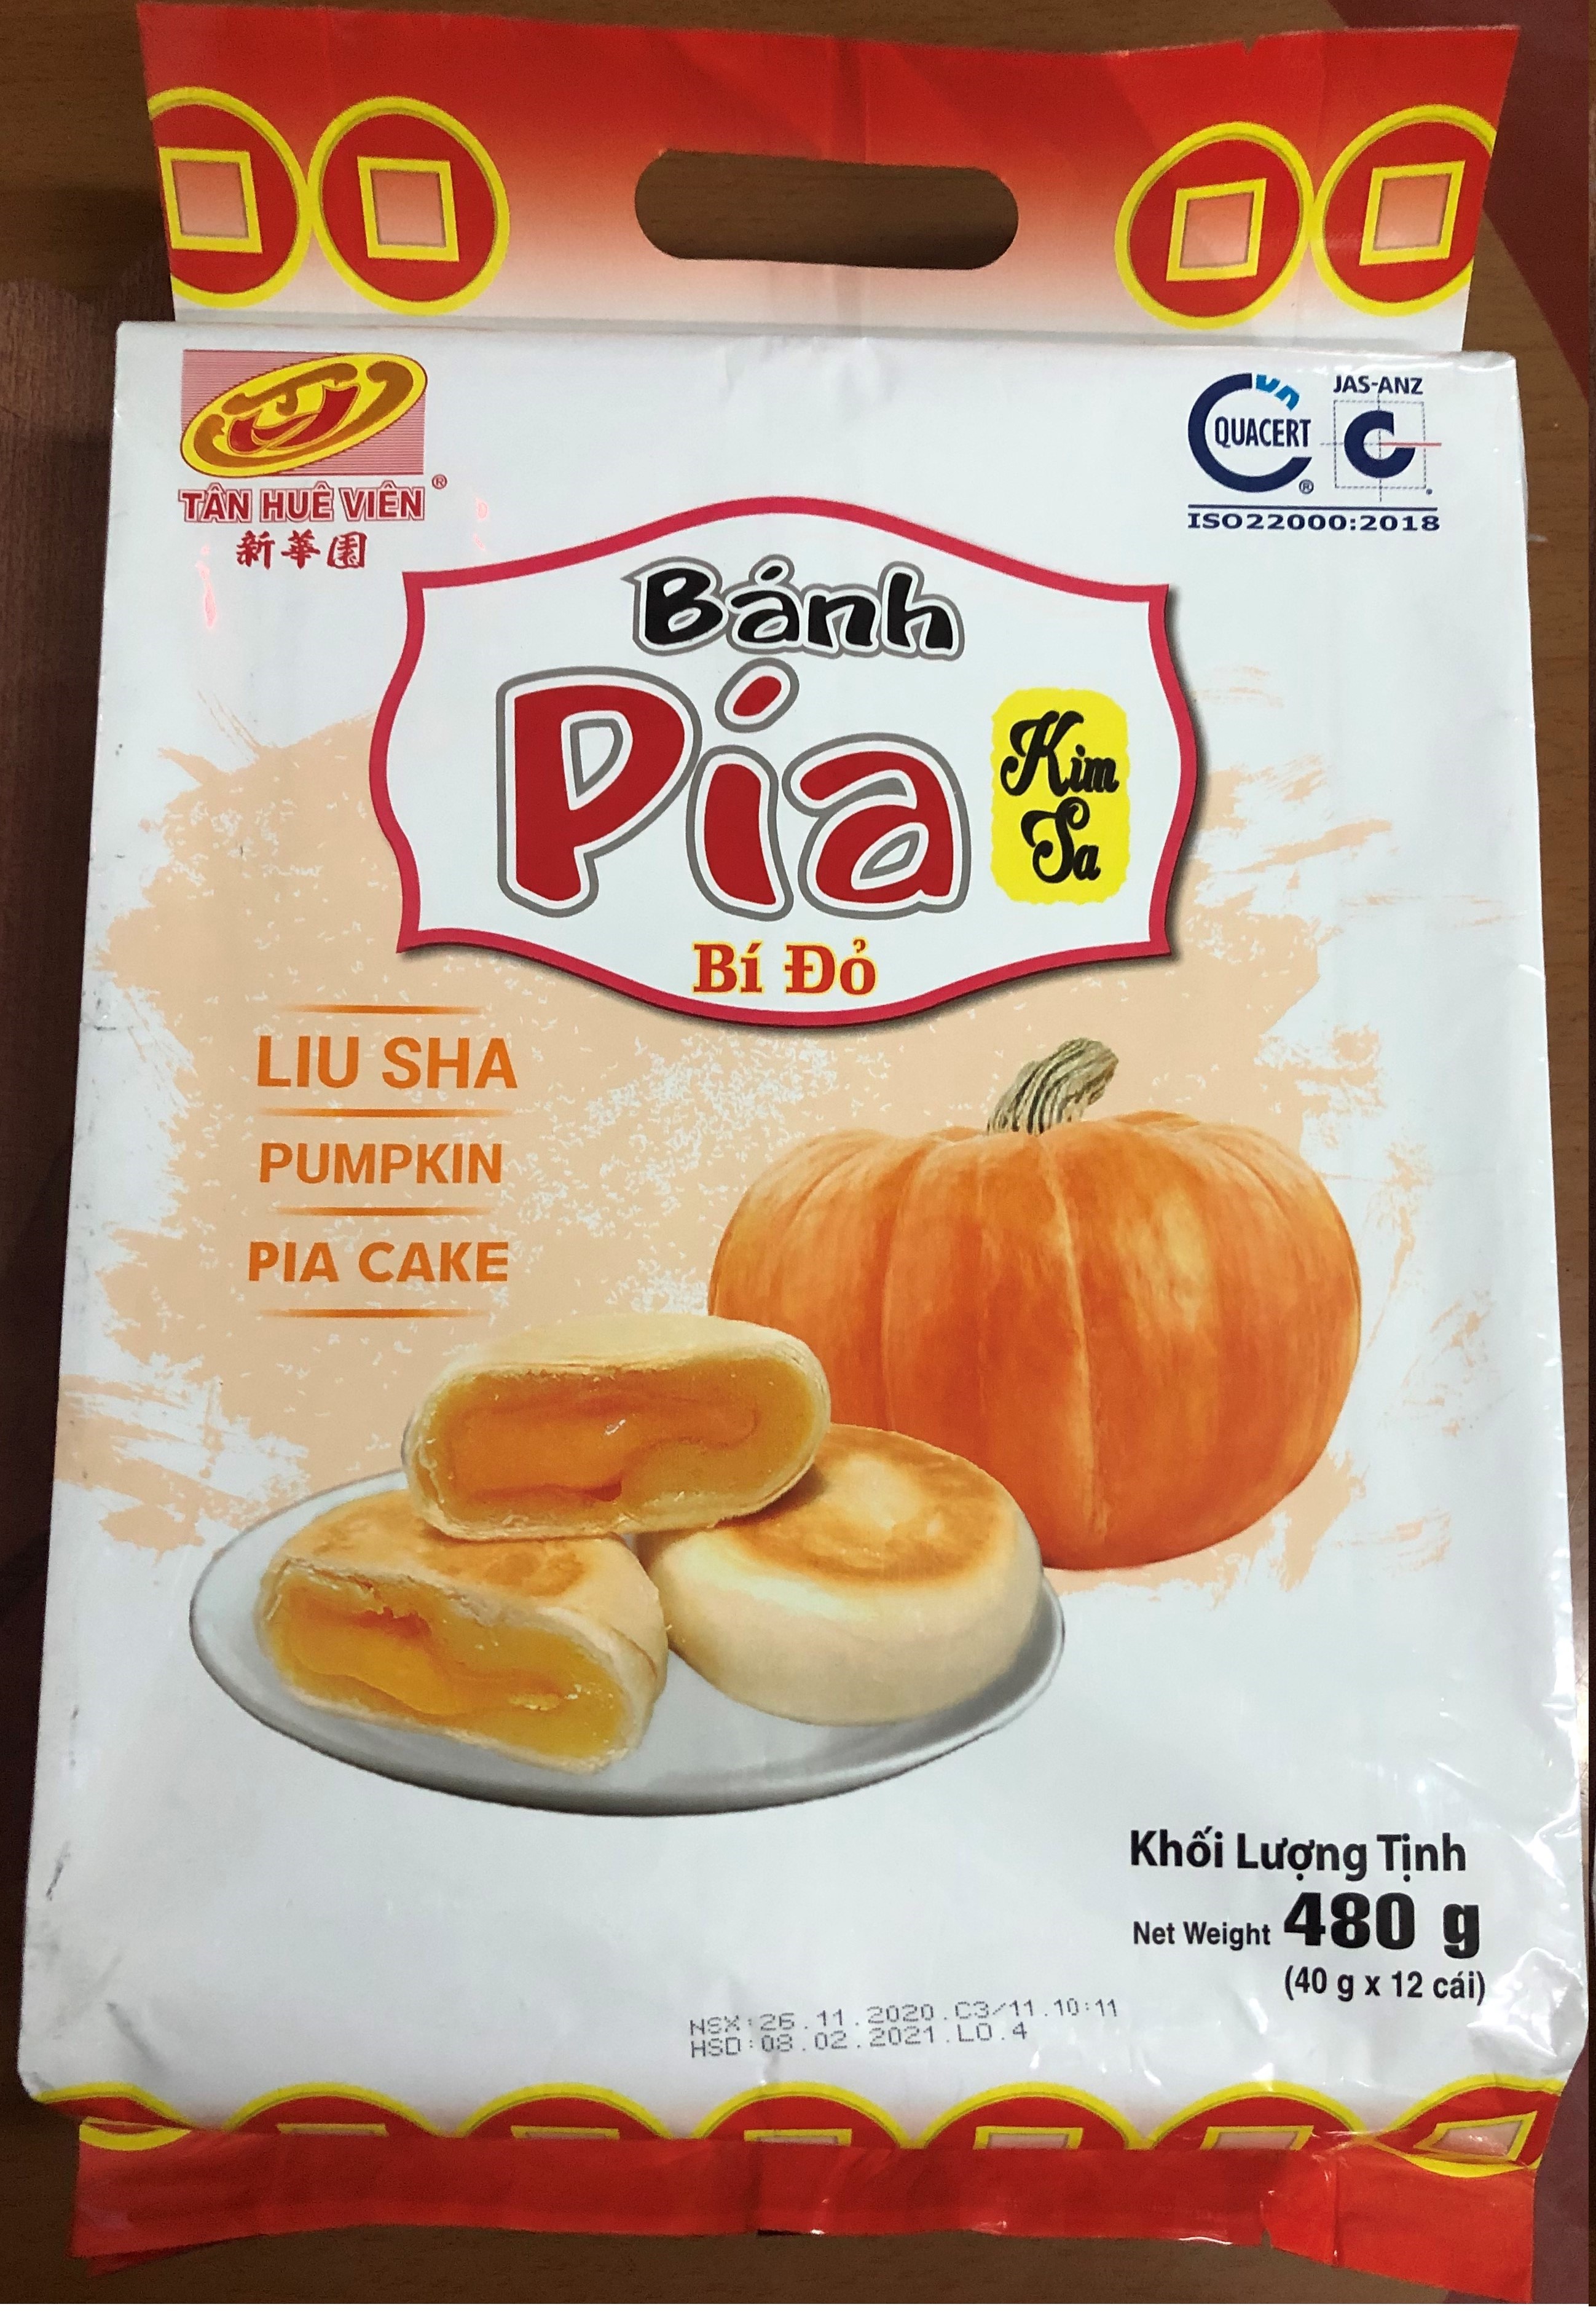 TÂN HUÊ VIÊN®
新華園
QUACERT ®
JAS-ANZ
ISO22000:2018
Bánh
Pía
Kim
Sa
Bí Đỏ
LIU SHA
PUMPKIN
PIA CAKE
Khối Lượng Tịnh
Net Weight 480 g
(40 g x 12 cái)
NSX:26.11.2020.C3/11.10:11
HSD:08.02.2021.LO.4